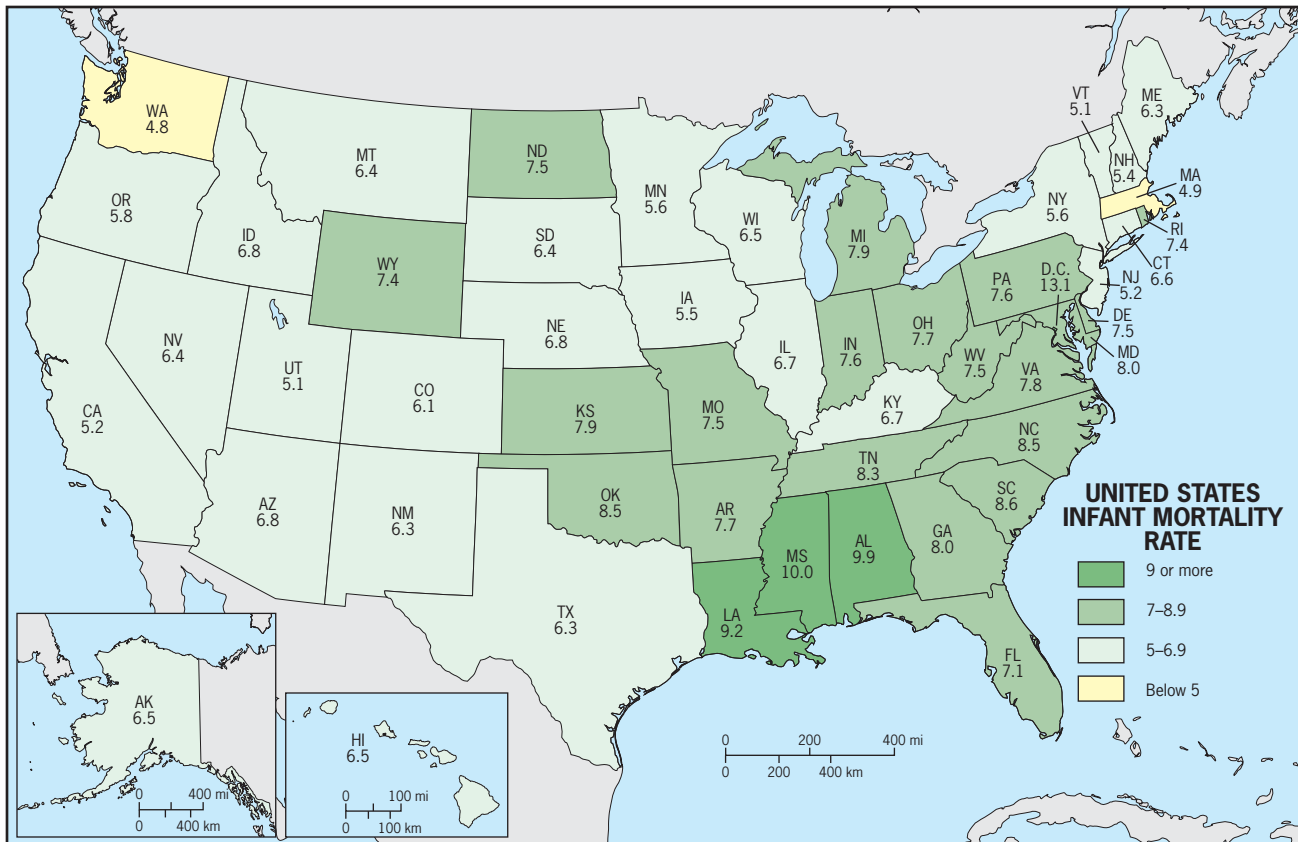 WA
4.8
OR
5.8
CA
5.2
ID
6.8
NV
6.4
MT
6.4
WY
7.4
UT
5.1
CO
6.1
AZ
6.8
NM
6.3
ND
7.5
SD
6.4
NE
6.8
KS
7.9
OK
8.5
TX
6.3
MN
5.6
IA
5.5
MO
7.5
AR
7.7
LA
9.2
WI
6.5
IL
6.7
MI
7.9
IN
7.6
OH
7.7
KY
6.7
TN
8.3
MS
10.0
AL
9.9
GA
8.0
FL
7.1
SC
8.6
NC
8.5
VA
7.8
WV
7.5
PA
7.6
D.C.
13.1
NY
5.6
VT
5.1
NH
5.4
ME
6.3
MA
4.9
RI
7.4
CT
6.6
NJ
5.2
DE
7.5
MD
8.0
AK
6.5
0 400 mi
0 400 km
HI
6.5
0 100 mi
0 100 km
0 200 400 mi
0 200 400 km
UNITED STATES
INFANT MORTALITY
RATE
9 or more
7–8.9
5–6.9
Below 5